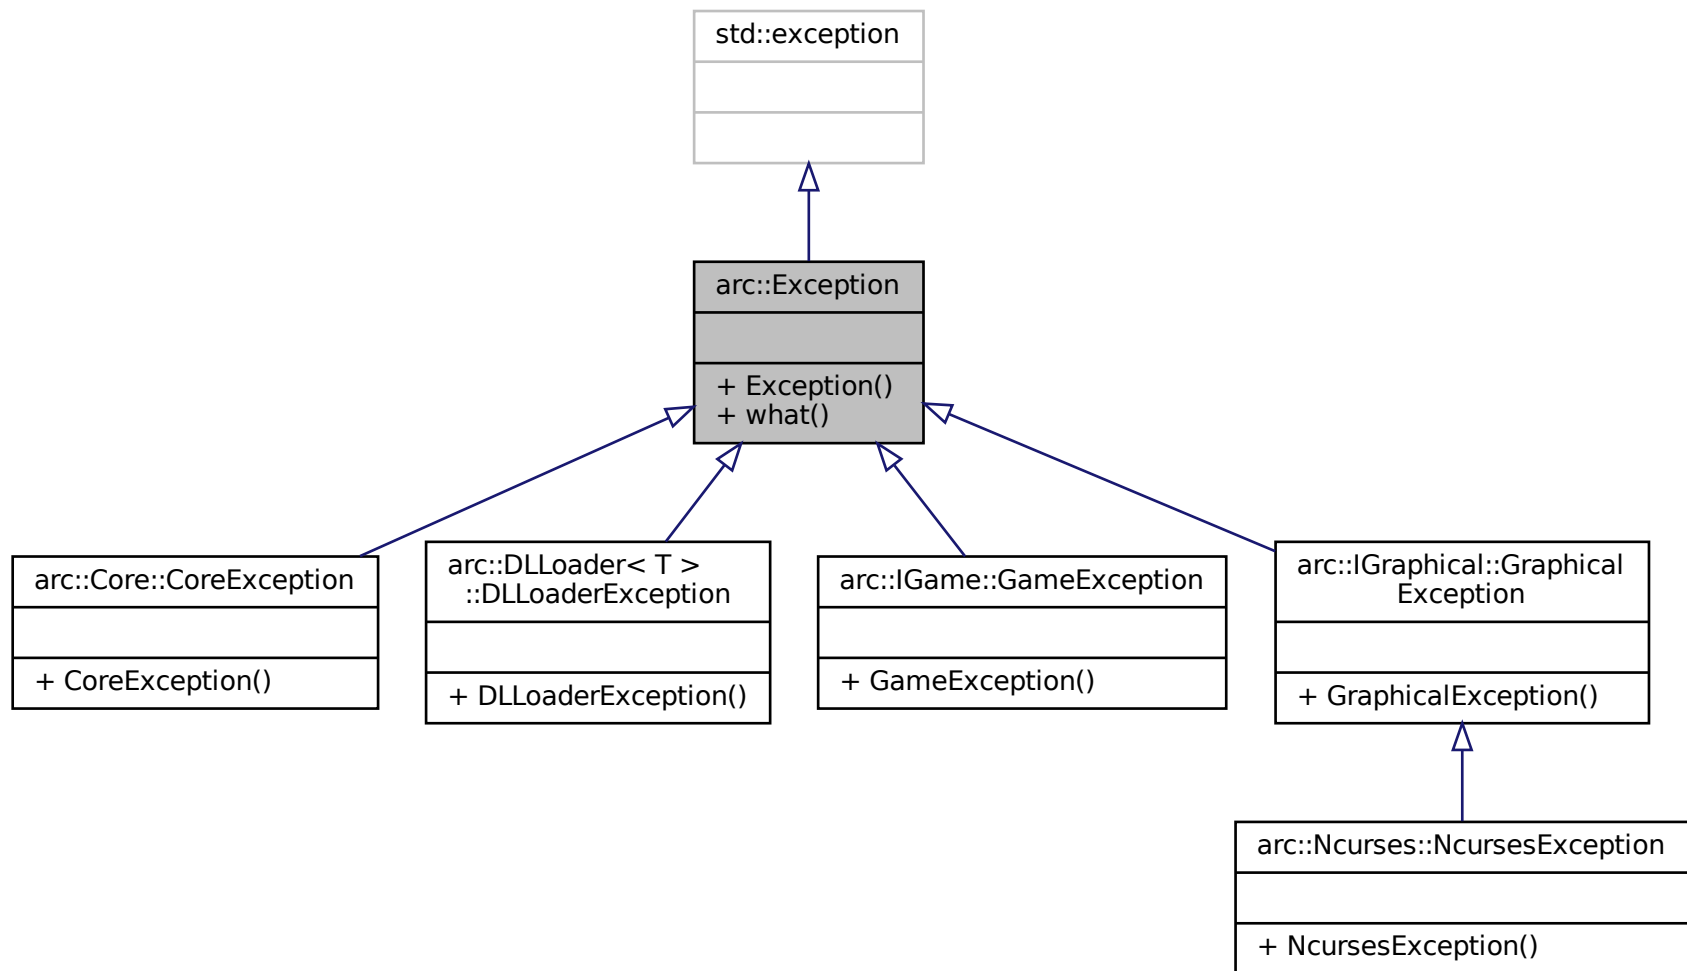 std::exception
arc::Exception
+ Exception()
+ what()
arc::Core::CoreException
+ CoreException()
arc::DLLoader< T >
::DLLoaderException
+ DLLoaderException()
arc::IGame::GameException
+ GameException()
arc::IGraphical::Graphical
Exception
+ GraphicalException()
arc::Ncurses::NcursesException
+ NcursesException()